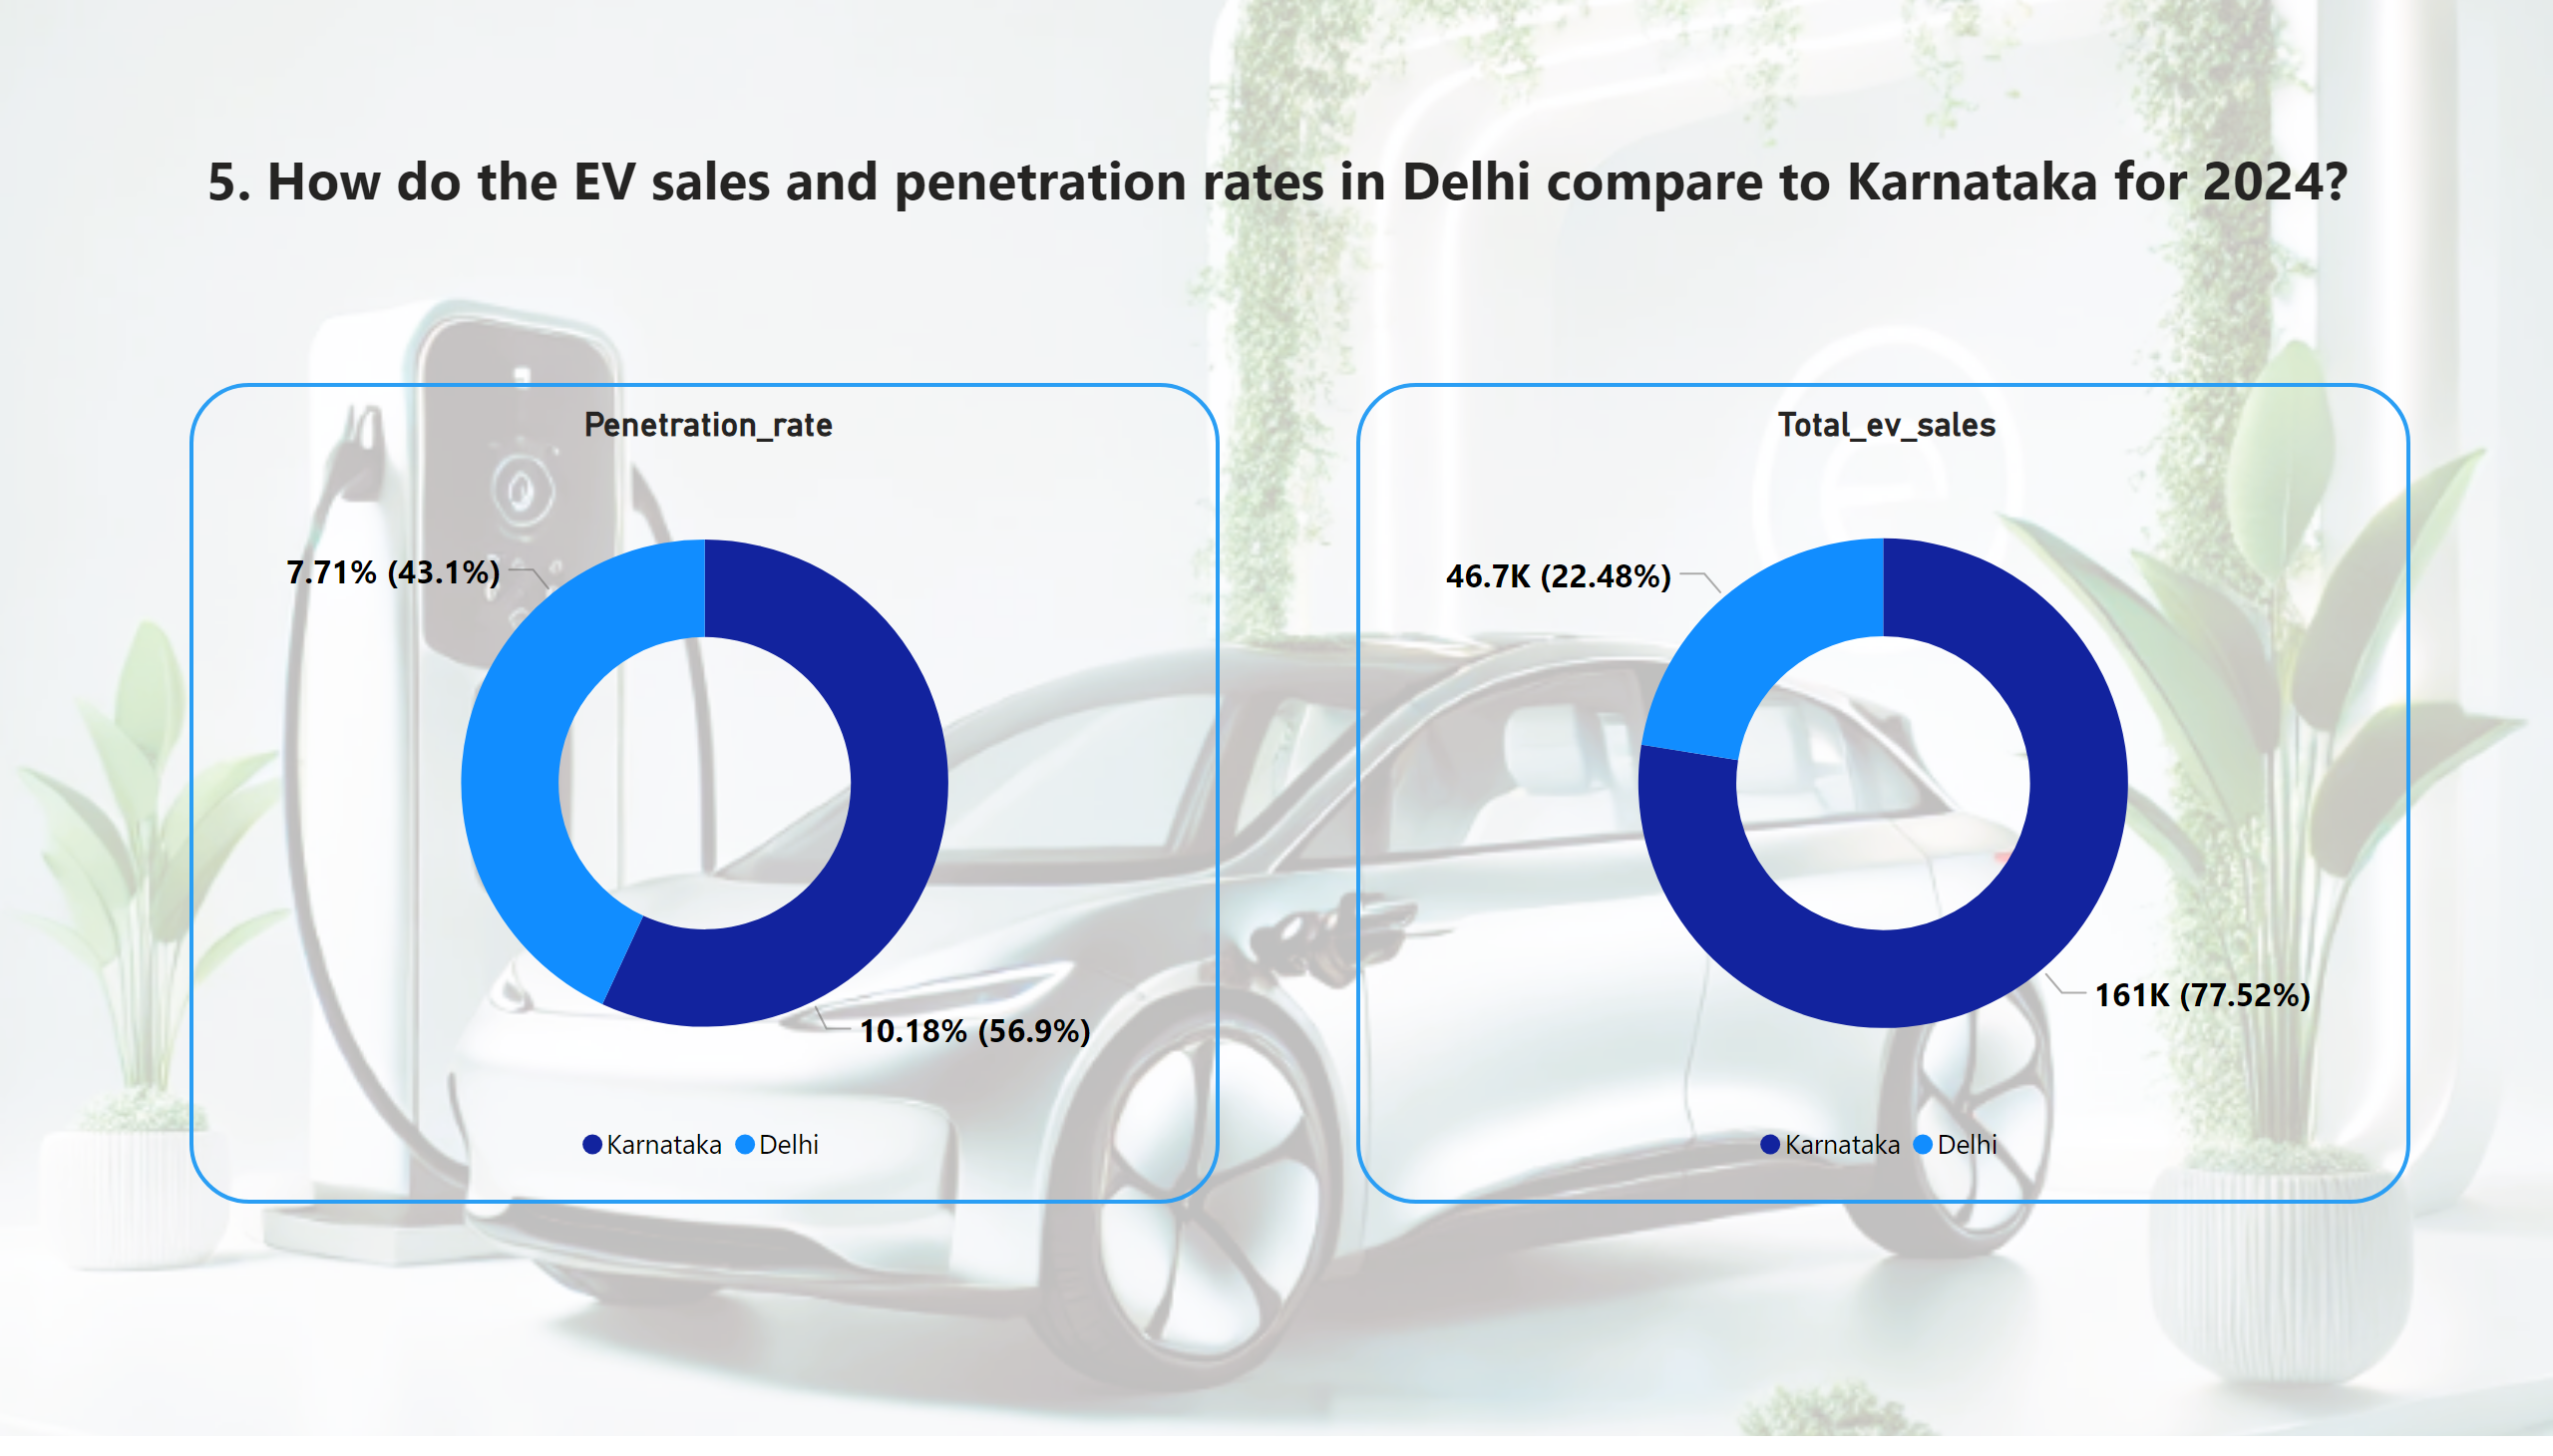 5. How do the EV sales and penetration rates in Delhi compare to Karnataka for 2024?
Penetration_rate
7.71% (43.1%)
10.18% (56.9%)
Karnataka Delhi
Total_ev_sales
46.7K (22.48%)
161K (77.52%)
Karnataka Delhi